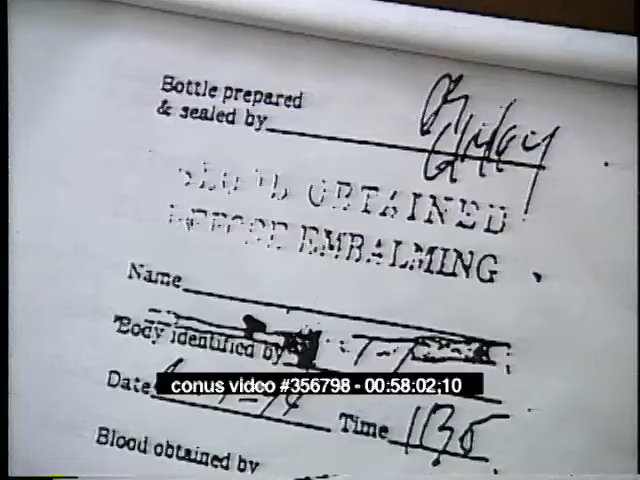 Bottle prepared
& sealed by
OBTAINED
BEFORE EMBALMING
Name
Body identified by
conus video #356798 - 00:58:02;10
Date
Time 1135
Blood obtained by